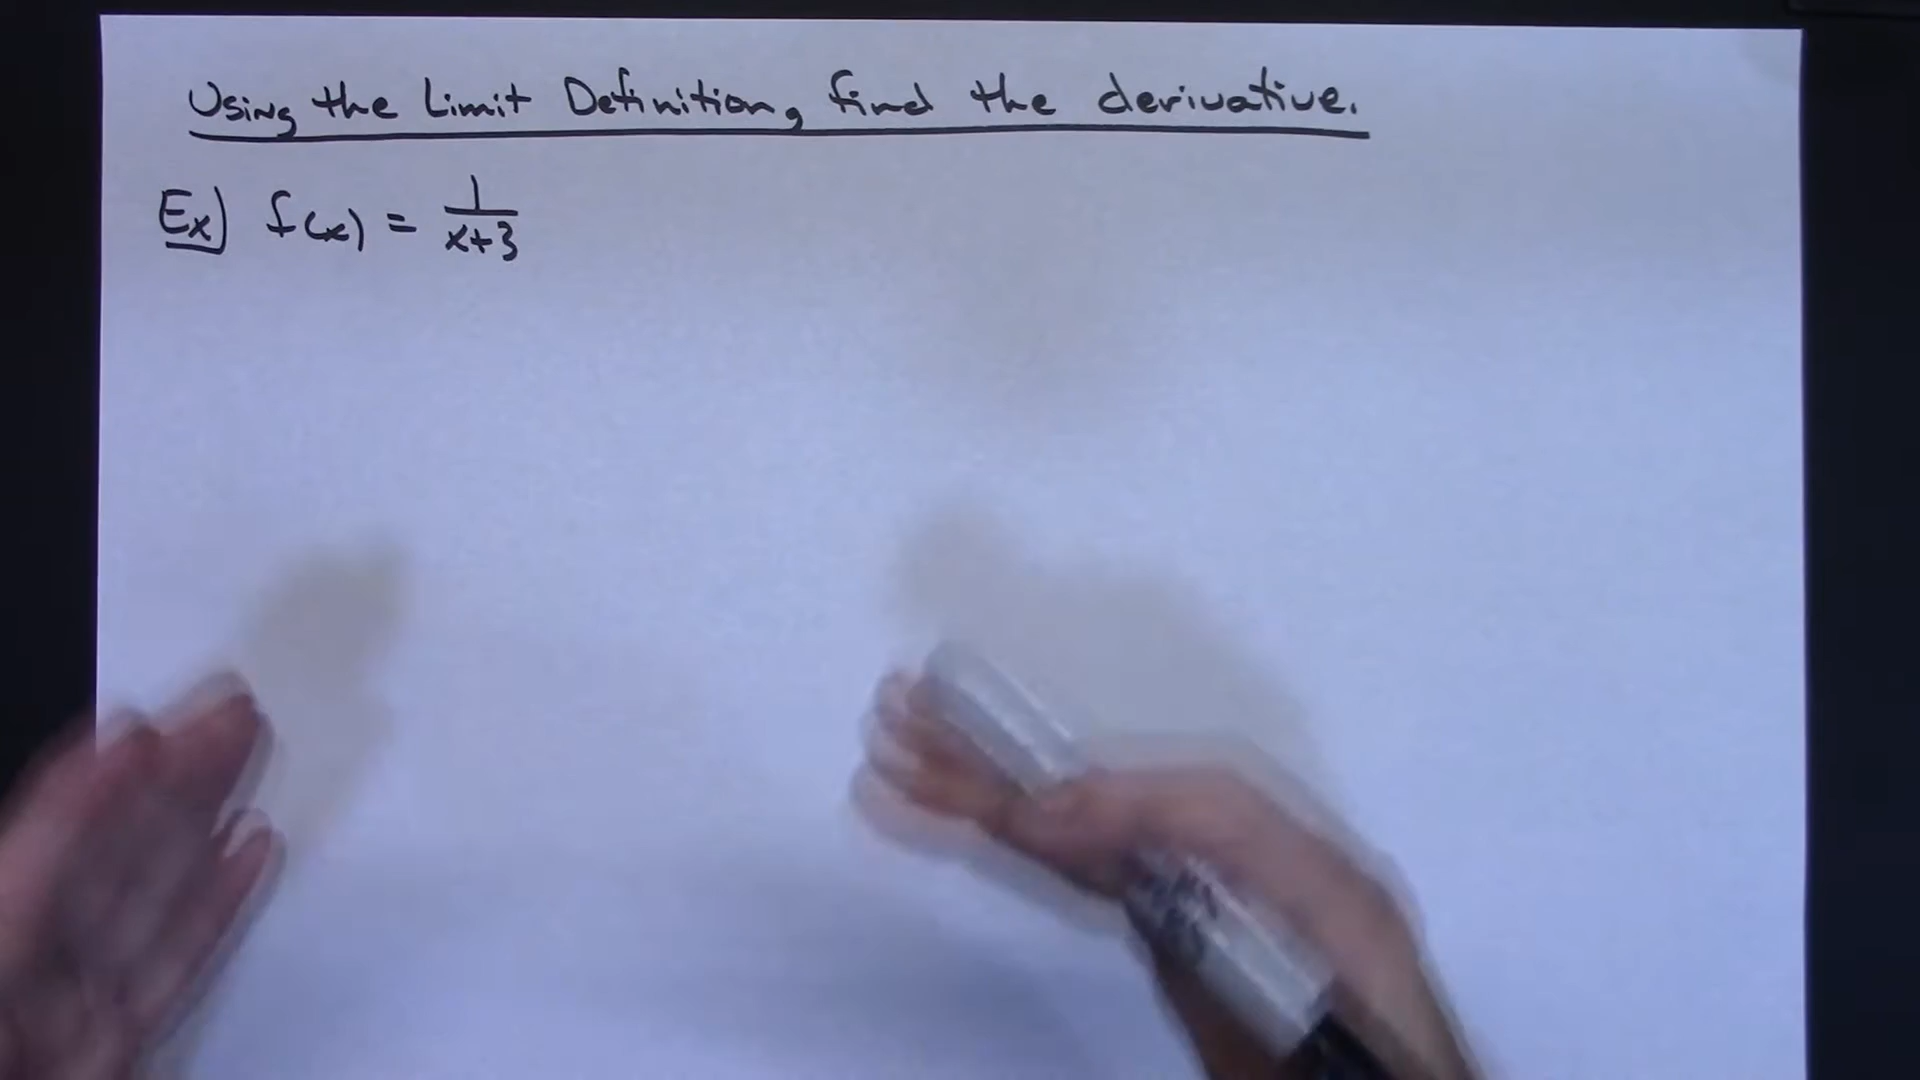 Using the Limit Definition, find the derivative.
Ex) f(x) = 1/(x+3)